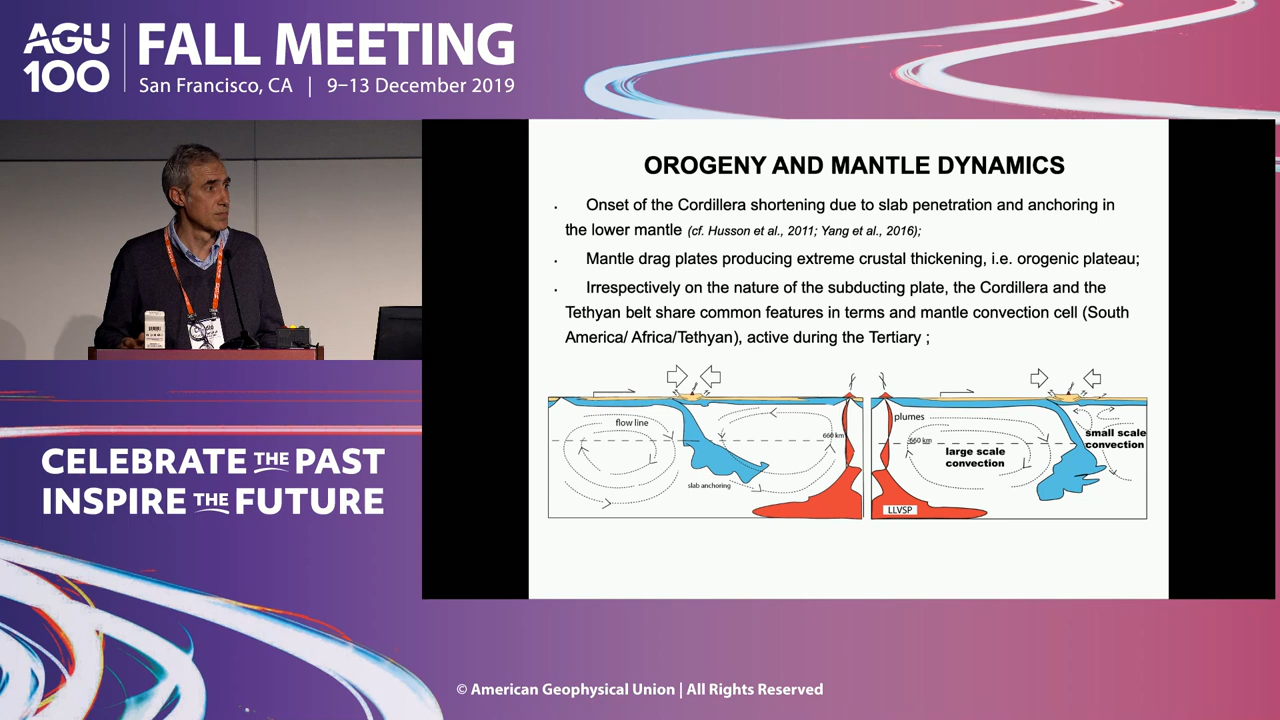 AGU
100
FALL MEETING
San Francisco, CA | 9–13 December 2019
OROGENY AND MANTLE DYNAMICS
. Onset of the Cordillera shortening due to slab penetration and anchoring in
the lower mantle (cf. Husson et al., 2011; Yang et al., 2016);
. Mantle drag plates producing extreme crustal thickening, i.e. orogenic plateau;
. Irrespectively on the nature of the subducting plate, the Cordillera and the
Tethyan belt share common features in terms and mantle convection cell (South
America/ Africa/Tethyan), active during the Tertiary ;
flow line
660 km
slab anchoring
plumes
660 km
large scale
convection
small scale
convection
LLVSP
CELEBRATE THE PAST
INSPIRE THE FUTURE
© American Geophysical Union | All Rights Reserved